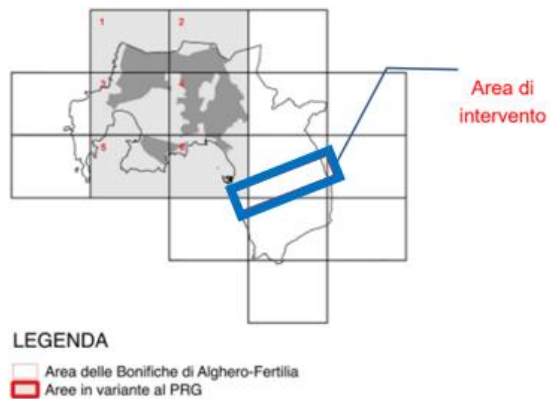 1
2
3
4
5
6
Area di
intervento
LEGENDA
Area delle Bonifiche di Alghero-Fertilia
Aree in variante al PRG